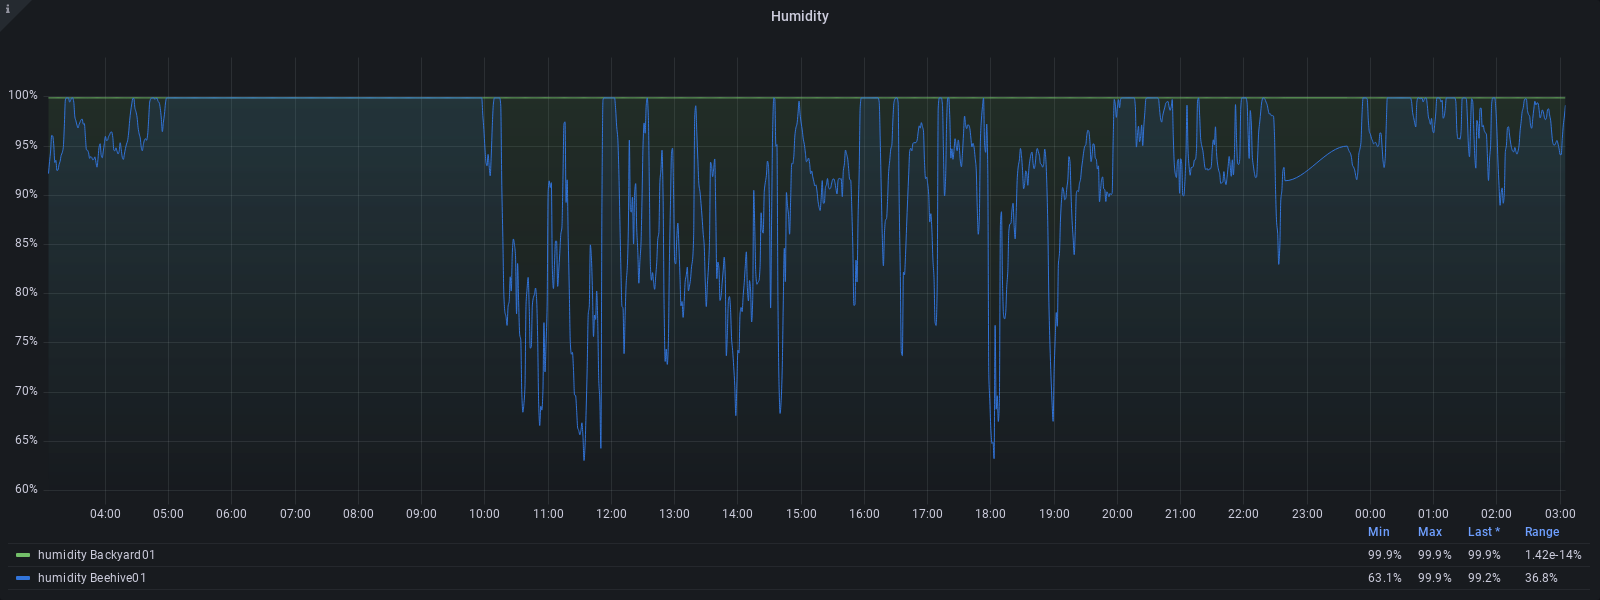 i
Humidity
100%
95%
90%
85%
80%
75%
70%
65%
60%
04:00 05:00 06:00 07:00 08:00 09:00 10:00 11:00 12:00 13:00 14:00 15:00 16:00 17:00 18:00 19:00 20:00 21:00 22:00 23:00 00:00 01:00 02:00 03:00
Min Max Last * Range
humidity Backyard01 99.9% 99.9% 99.9% 1.42e-14%
humidity Beehive01 63.1% 99.9% 99.2% 36.8%